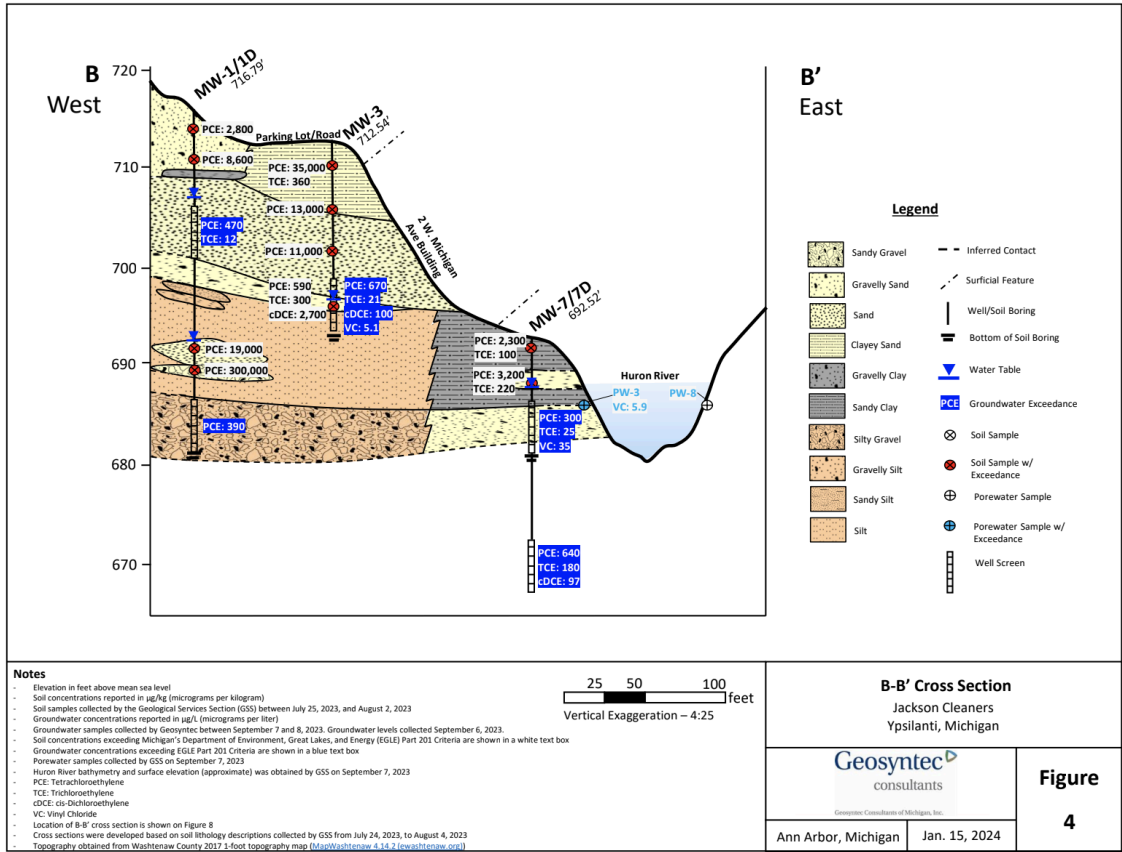 B
West
720
710
700
690
680
670
MW-1/1D
716.79'
PCE: 2,800
PCE: 8,600
PCE: 470
TCE: 12
PCE: 19,000
PCE: 300,000
PCE: 390
Parking Lot/Road
MW-3
712.54'
PCE: 35,000
TCE: 360
PCE: 13,000
PCE: 11,000
PCE: 590
TCE: 300
cDCE: 2,700
PCE: 670
TCE: 21
cDCE: 100
VC: 5.1
2 W. Michigan
Ave Building
MW-7/7D
692.52'
PCE: 2,300
TCE: 100
PCE: 3,200
TCE: 220
PCE: 300
TCE: 25
VC: 35
PCE: 640
TCE: 180
cDCE: 97
Huron River
PW-3
VC: 5.9
PW-8
B'
East
Legend
Sandy Gravel
Gravelly Sand
Sand
Clayey Sand
Gravelly Clay
Sandy Clay
Silty Gravel
Gravelly Silt
Sandy Silt
Silt
Inferred Contact
Surficial Feature
Well/Soil Boring
Bottom of Soil Boring
Water Table
PCE Groundwater Exceedance
Soil Sample
Soil Sample w/
Exceedance
Porewater Sample
Porewater Sample w/
Exceedance
Well Screen
Notes
- Elevation in feet above mean sea level
- Soil concentrations reported in µg/kg (micrograms per kilogram)
- Soil samples collected by the Geological Services Section (GSS) between July 25, 2023, and August 2, 2023
- Groundwater concentrations reported in µg/L (micrograms per liter)
- Groundwater samples collected by Geosyntec between September 7 and 8, 2023. Groundwater levels collected September 6, 2023.
- Soil concentrations exceeding Michigan's Department of Environment, Great Lakes, and Energy (EGLE) Part 201 Criteria are shown in a white text box
- Groundwater concentrations exceeding EGLE Part 201 Criteria are shown in a blue text box
- Porewater samples collected by GSS on September 7, 2023
- Huron River bathymetry and surface elevation (approximate) was obtained by GSS on September 7, 2023
- PCE: Tetrachloroethylene
- TCE: Trichloroethylene
- cDCE: cis-Dichloroethylene
- VC: Vinyl Chloride
- Location of B-B' cross section is shown on Figure 8
- Cross sections were developed based on soil lithology descriptions collected by GSS from July 24, 2023, to August 4, 2023
- Topography obtained from Washtenaw County 2017 1-foot topography map (MapWashtenaw 4.14.2 (ewashtenaw.org))
25 50 100
feet
Vertical Exaggeration – 4:25
B-B' Cross Section
Jackson Cleaners
Ypsilanti, Michigan
Geosyntec
consultants
Geosyntec Consultants of Michigan, Inc.
Ann Arbor, Michigan
Jan. 15, 2024
Figure
4